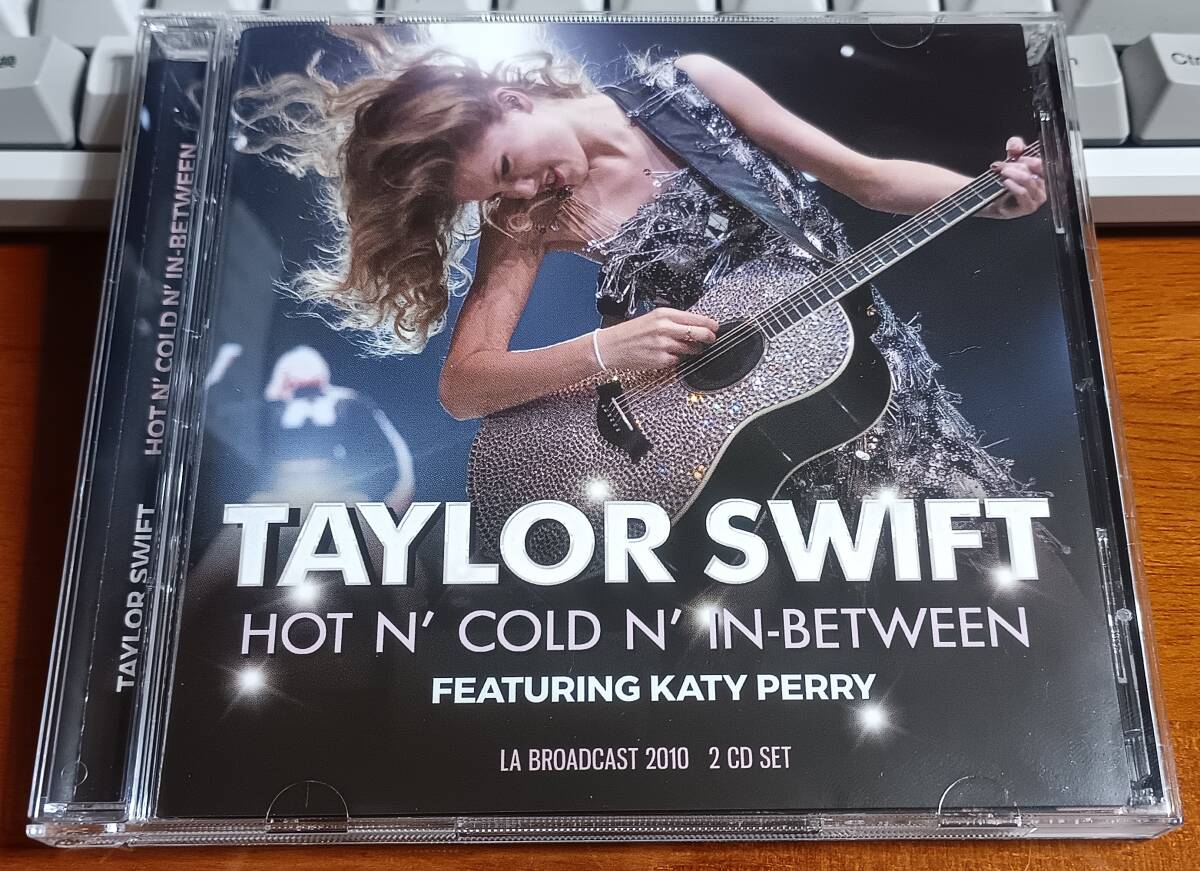 TAYLOR SWIFT HOT N' COLD N' IN-BETWEEN
TAYLOR SWIFT
HOT N' COLD N' IN-BETWEEN
FEATURING KATY PERRY
LA BROADCAST 2010 2 CD SET
Ctr